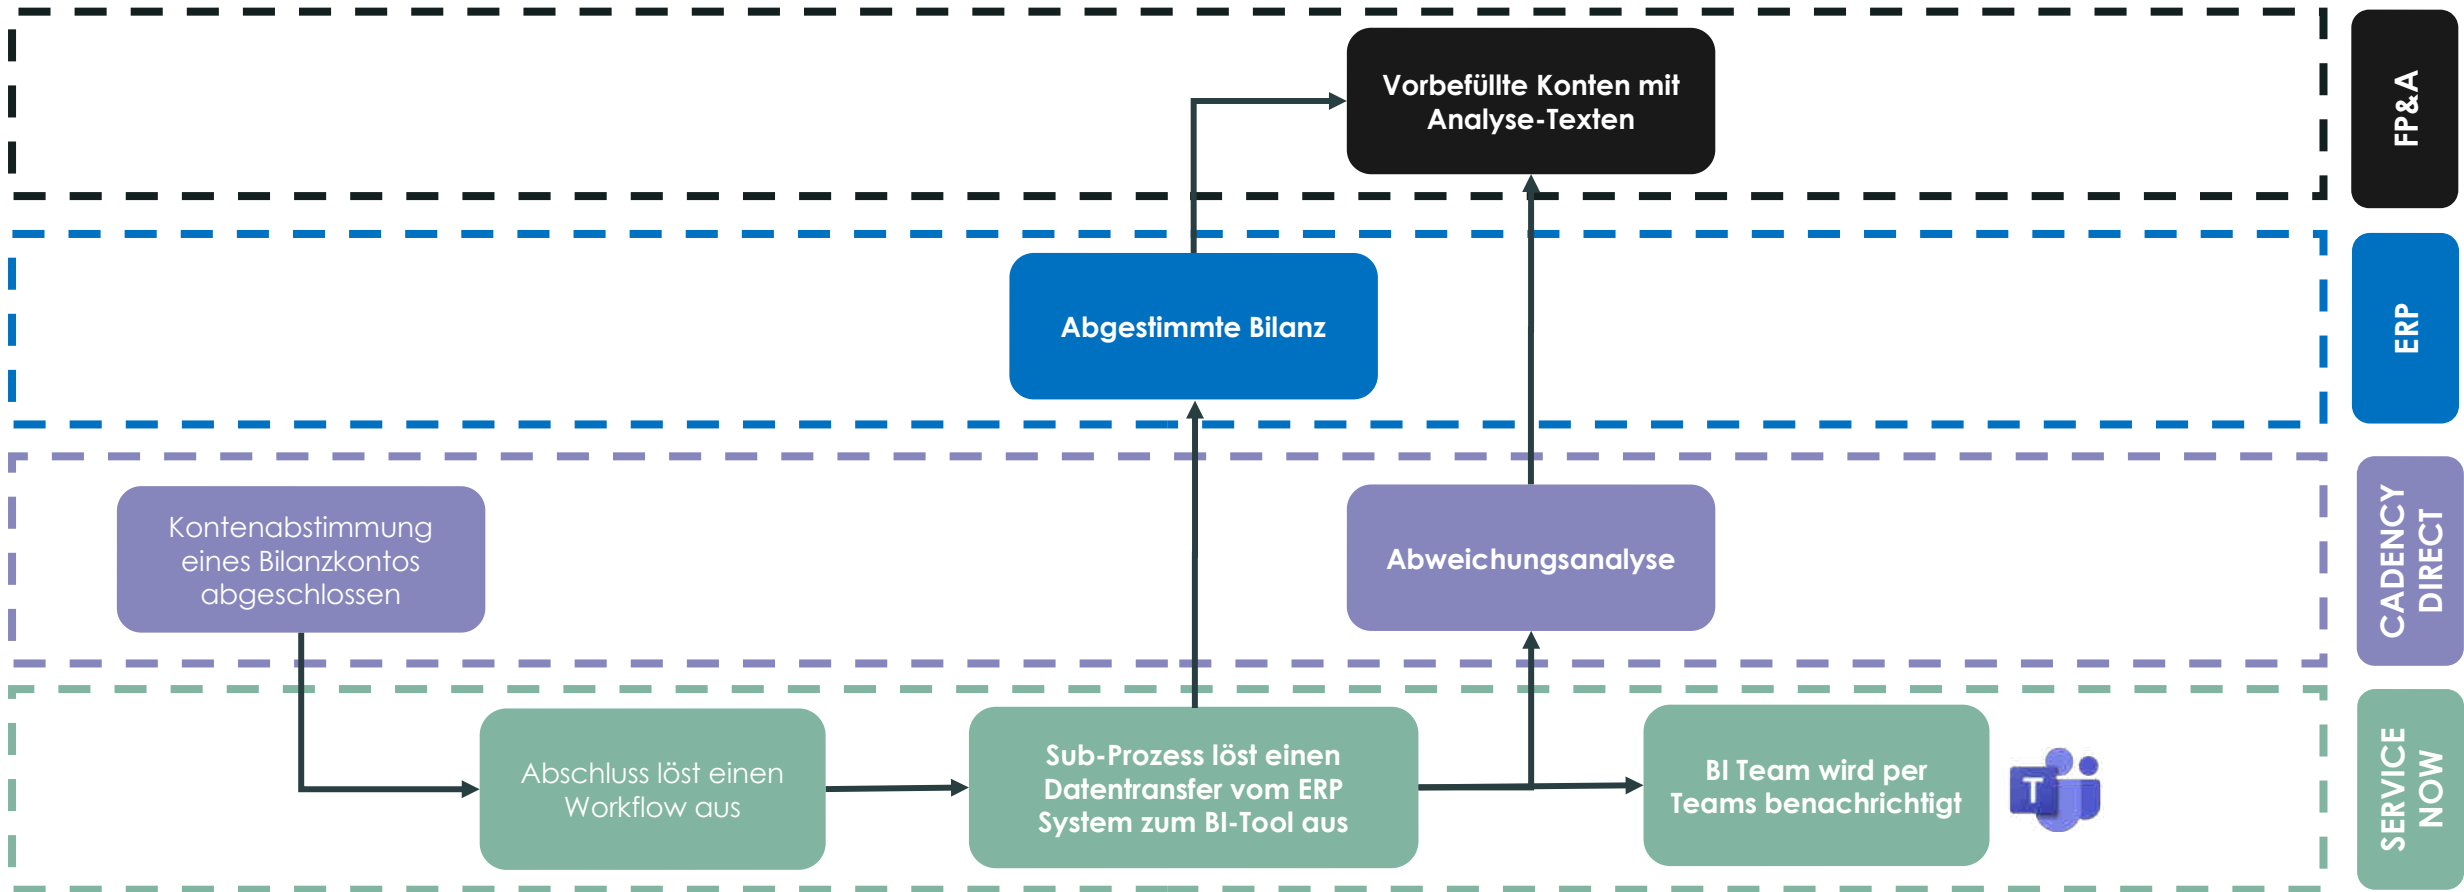 Vorbefüllte Konten mit
Analyse-Texten
FP&A
Abgestimmte Bilanz
ERP
Kontenabstimmung
eines Bilanzkontos
abgeschlossen
Abweichungsanalyse
CADENCY
DIRECT
Abschluss löst einen
Workflow aus
Sub-Prozess löst einen
Datentransfer vom ERP
System zum BI-Tool aus
BI Team wird per
Teams benachrichtigt
T
SERVICE
NOW